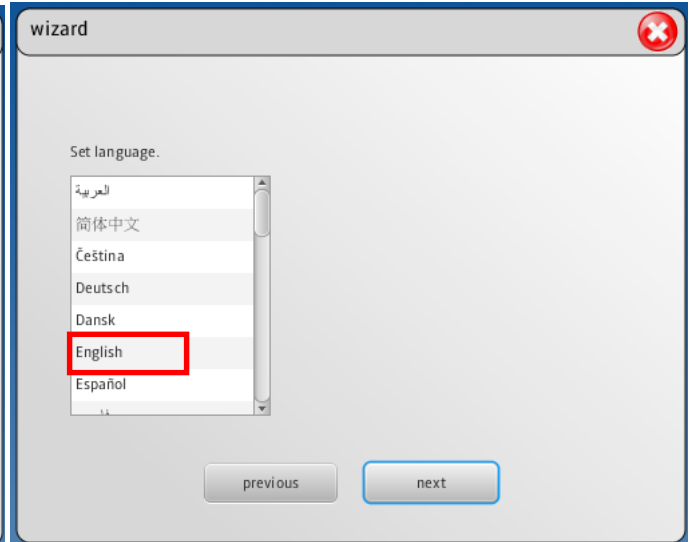 wizard
Set language.
العربية
简体中文
Čeština
Deutsch
Dansk
English
Español
previous
next